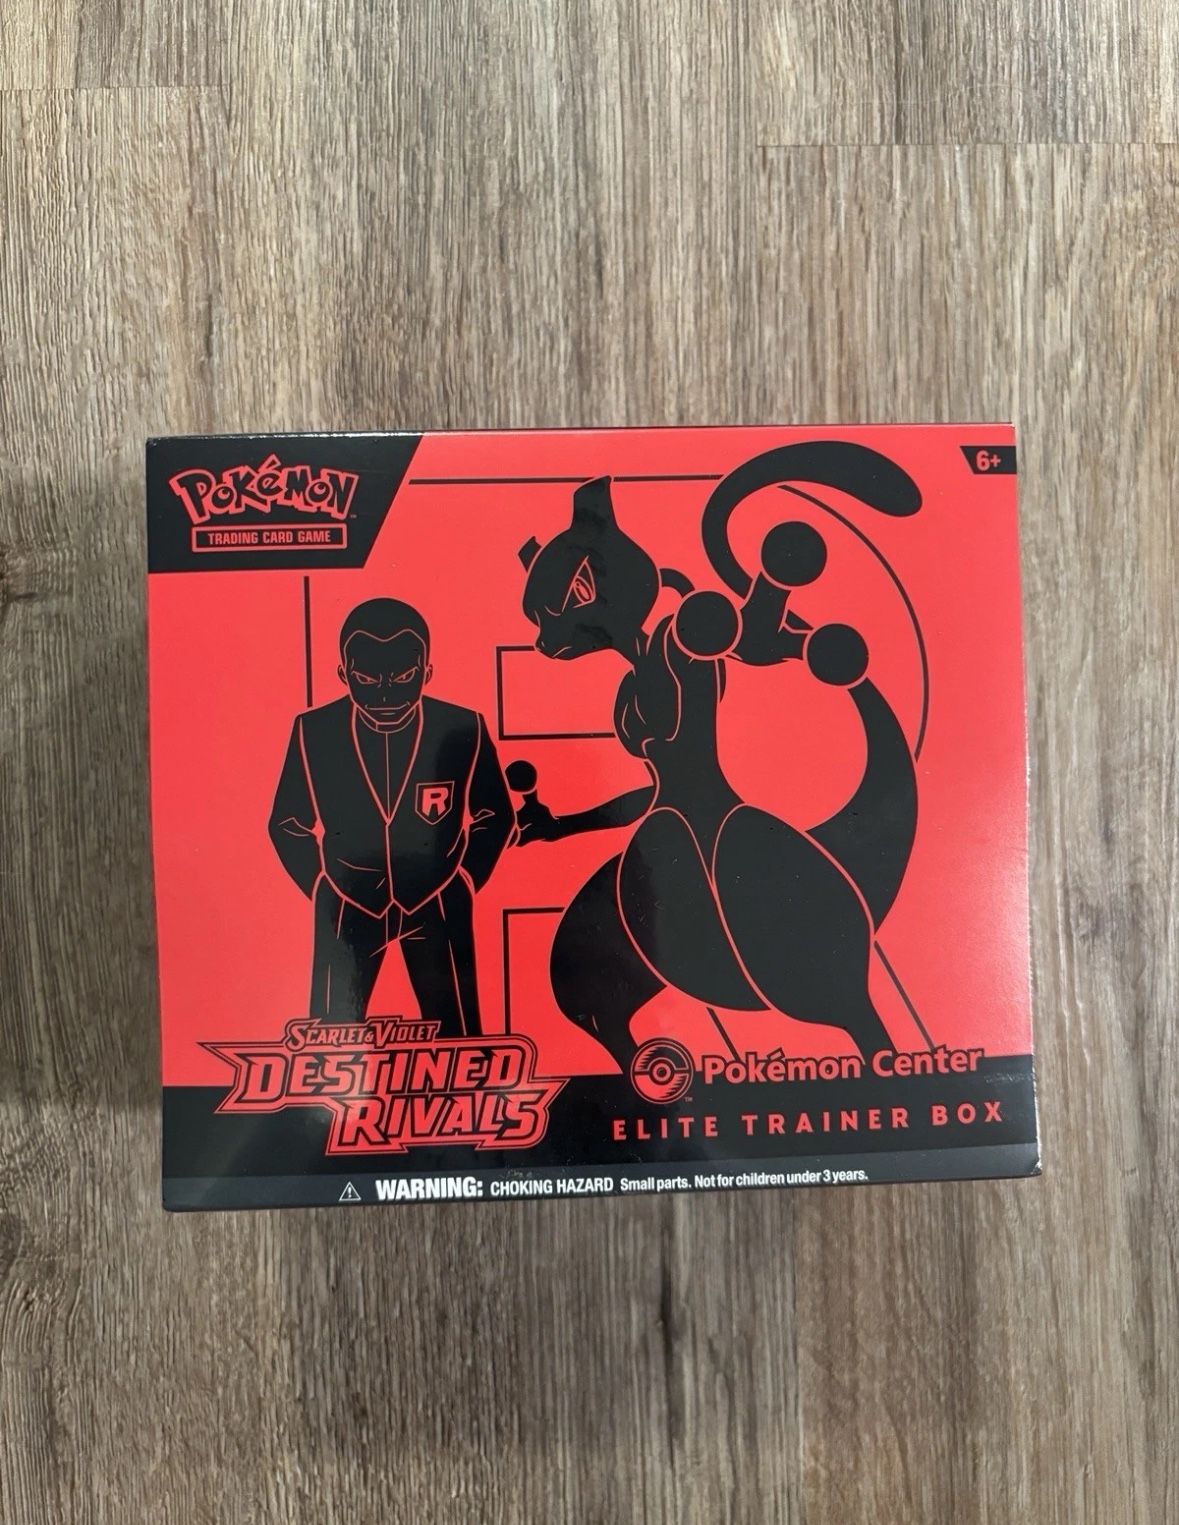 POKéMON
TRADING CARD GAME
6+
R
SCARLET & VIOLET
DESTINED
RIVALS
Pokémon Center
TM
ELITE TRAINER BOX
WARNING: CHOKING HAZARD Small parts. Not for children under 3 years.